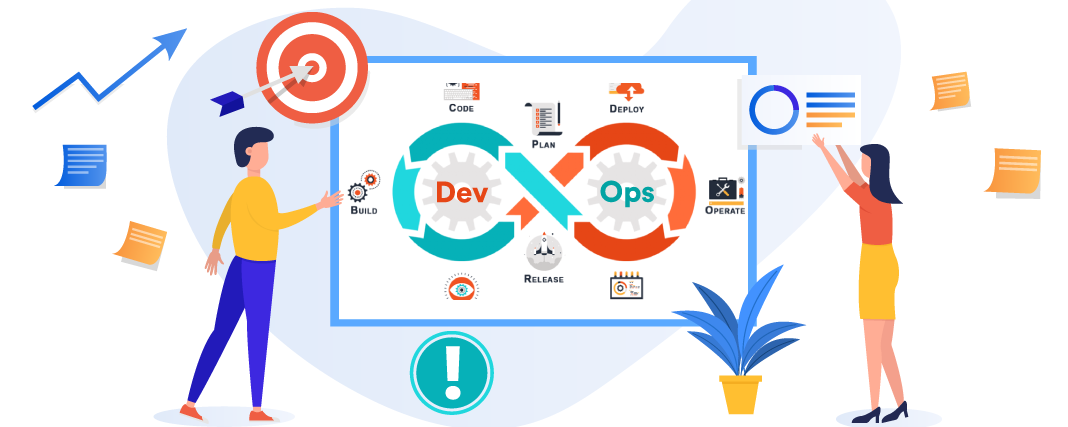 CODE
DEPLOY
PLAN
Dev
Ops
BUILD
OPERATE
RELEASE
!